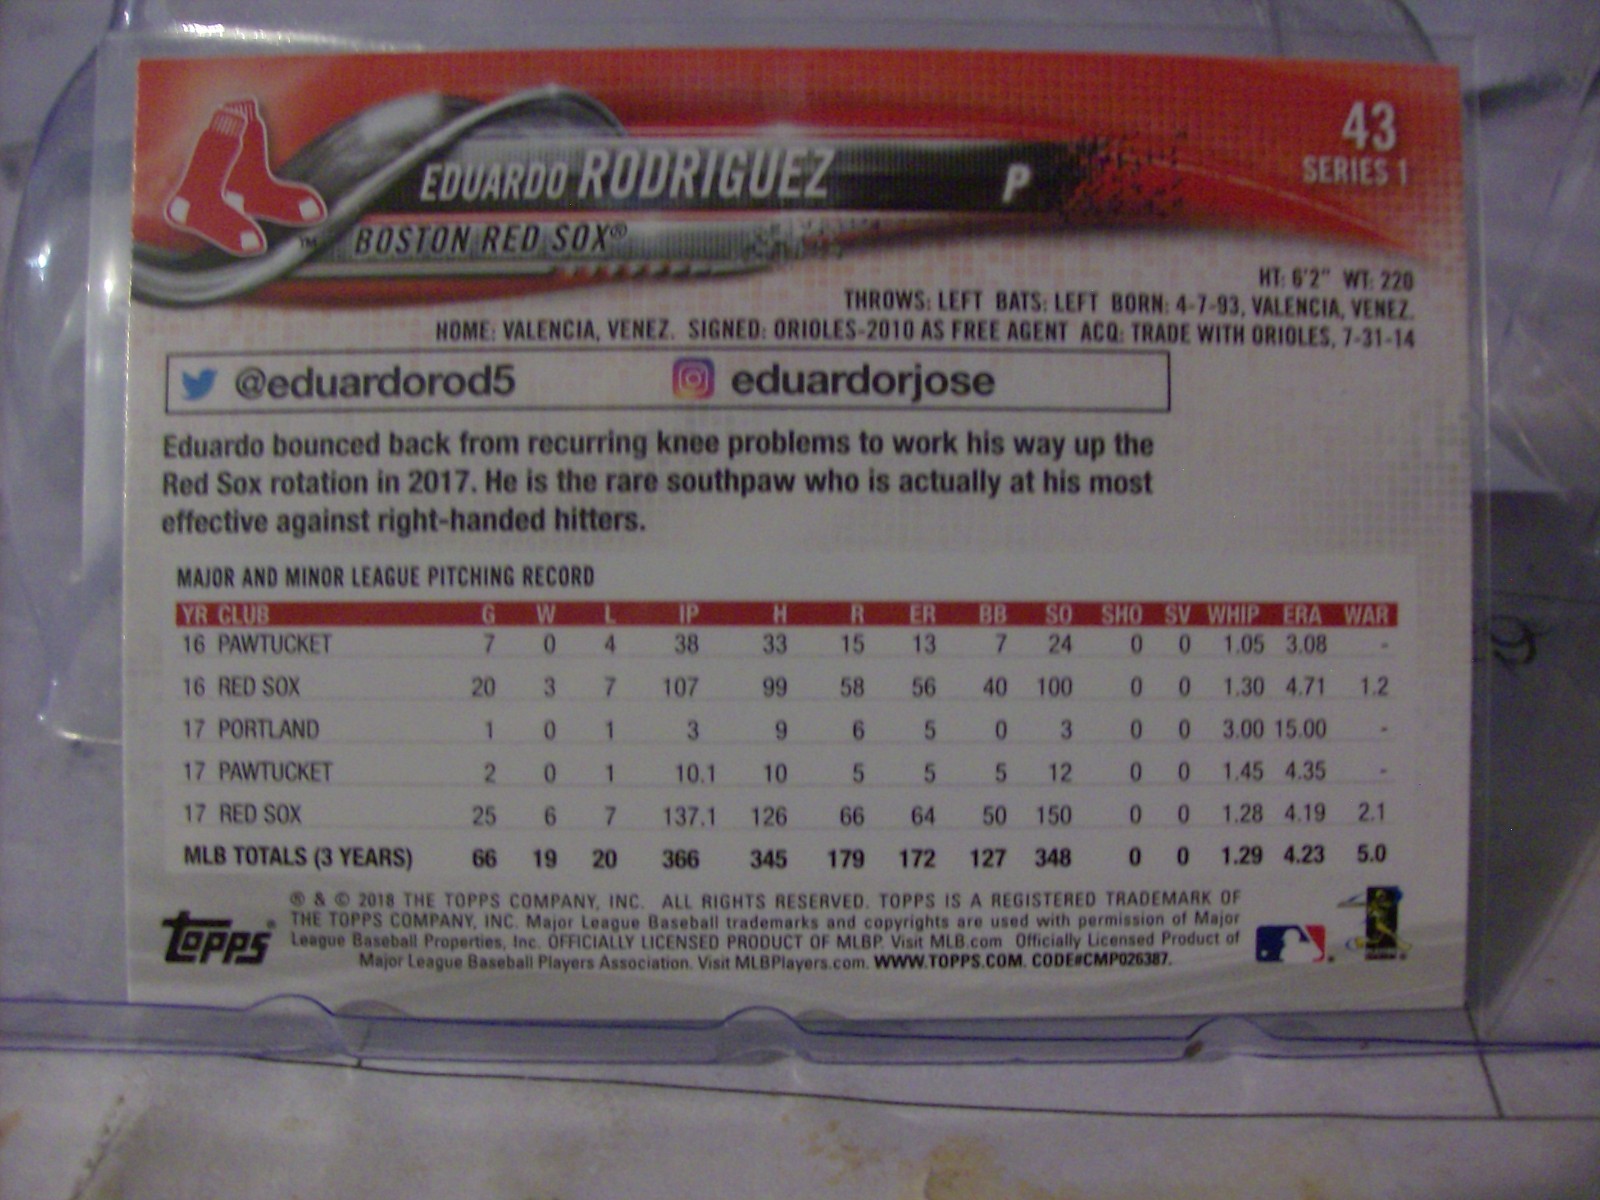 43
SERIES 1
EDUARDO RODRIGUEZ P
BOSTON RED SOX®
HT: 6'2" WT: 220
THROWS: LEFT BATS: LEFT BORN: 4-7-93, VALENCIA, VENEZ.
HOME: VALENCIA, VENEZ. SIGNED: ORIOLES-2010 AS FREE AGENT ACQ: TRADE WITH ORIOLES, 7-31-14
@eduardorod5 eduardorjose
Eduardo bounced back from recurring knee problems to work his way up the
Red Sox rotation in 2017. He is the rare southpaw who is actually at his most
effective against right-handed hitters.
MAJOR AND MINOR LEAGUE PITCHING RECORD
YR CLUB G W L IP H R ER BB SO SHO SV WHIP ERA WAR
16 PAWTUCKET 7 0 4 38 33 15 13 7 24 0 0 1.05 3.08 -
16 RED SOX 20 3 7 107 99 58 56 40 100 0 0 1.30 4.71 1.2
17 PORTLAND 1 0 1 3 9 6 5 0 3 0 0 3.00 15.00 -
17 PAWTUCKET 2 0 1 10.1 10 5 5 5 12 0 0 1.45 4.35 -
17 RED SOX 25 6 7 137.1 126 66 64 50 150 0 0 1.28 4.19 2.1
MLB TOTALS (3 YEARS) 66 19 20 366 345 179 172 127 348 0 0 1.29 4.23 5.0
® & © 2018 THE TOPPS COMPANY, INC. ALL RIGHTS RESERVED. TOPPS IS A REGISTERED TRADEMARK OF
THE TOPPS COMPANY, INC. Major League Baseball trademarks and copyrights are used with permission of Major
League Baseball Properties, Inc. OFFICIALLY LICENSED PRODUCT OF MLBP. Visit MLB.com Officially Licensed Product of
Major League Baseball Players Association. Visit MLBPlayers.com. WWW.TOPPS.COM. CODE#CMP026387.
Topps®